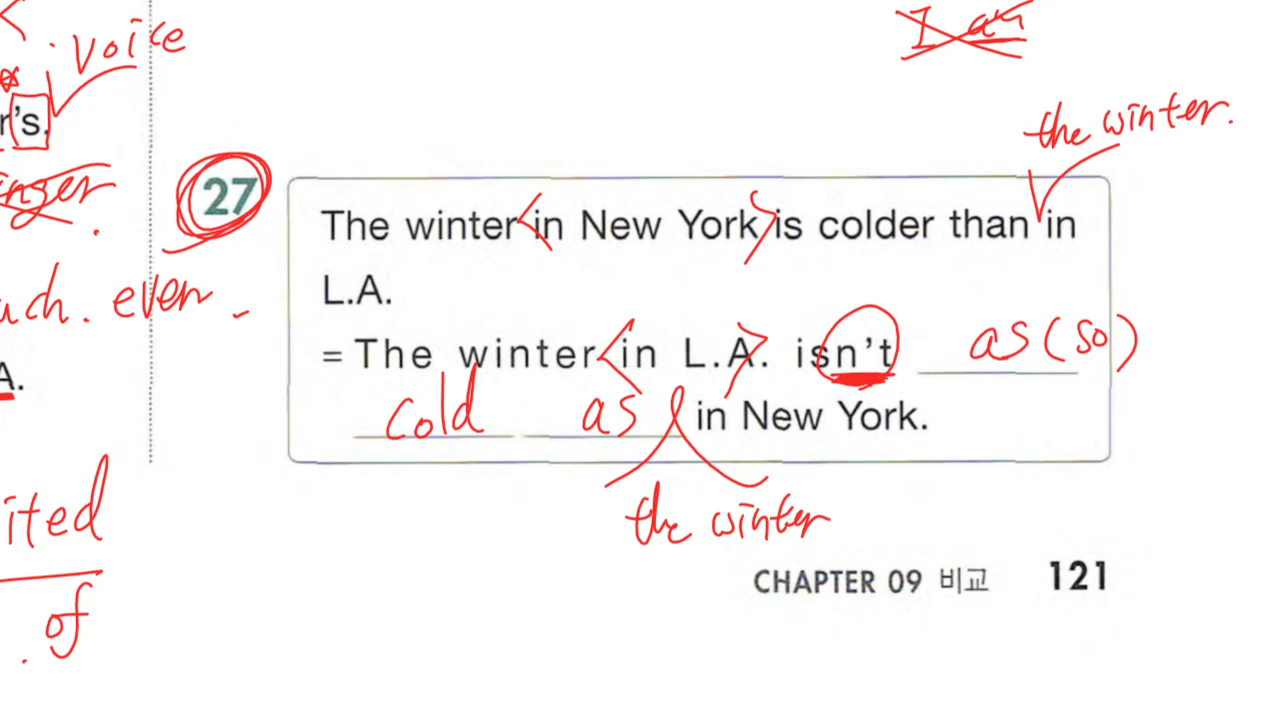 I am
voice
the winter.
r's.
27
The winter in New York is colder than in
L.A.
even.
= The winter in L.A. isn't as (so)
A.
cold as in New York.
the winter
ited
of
CHAPTER 09 비교 121